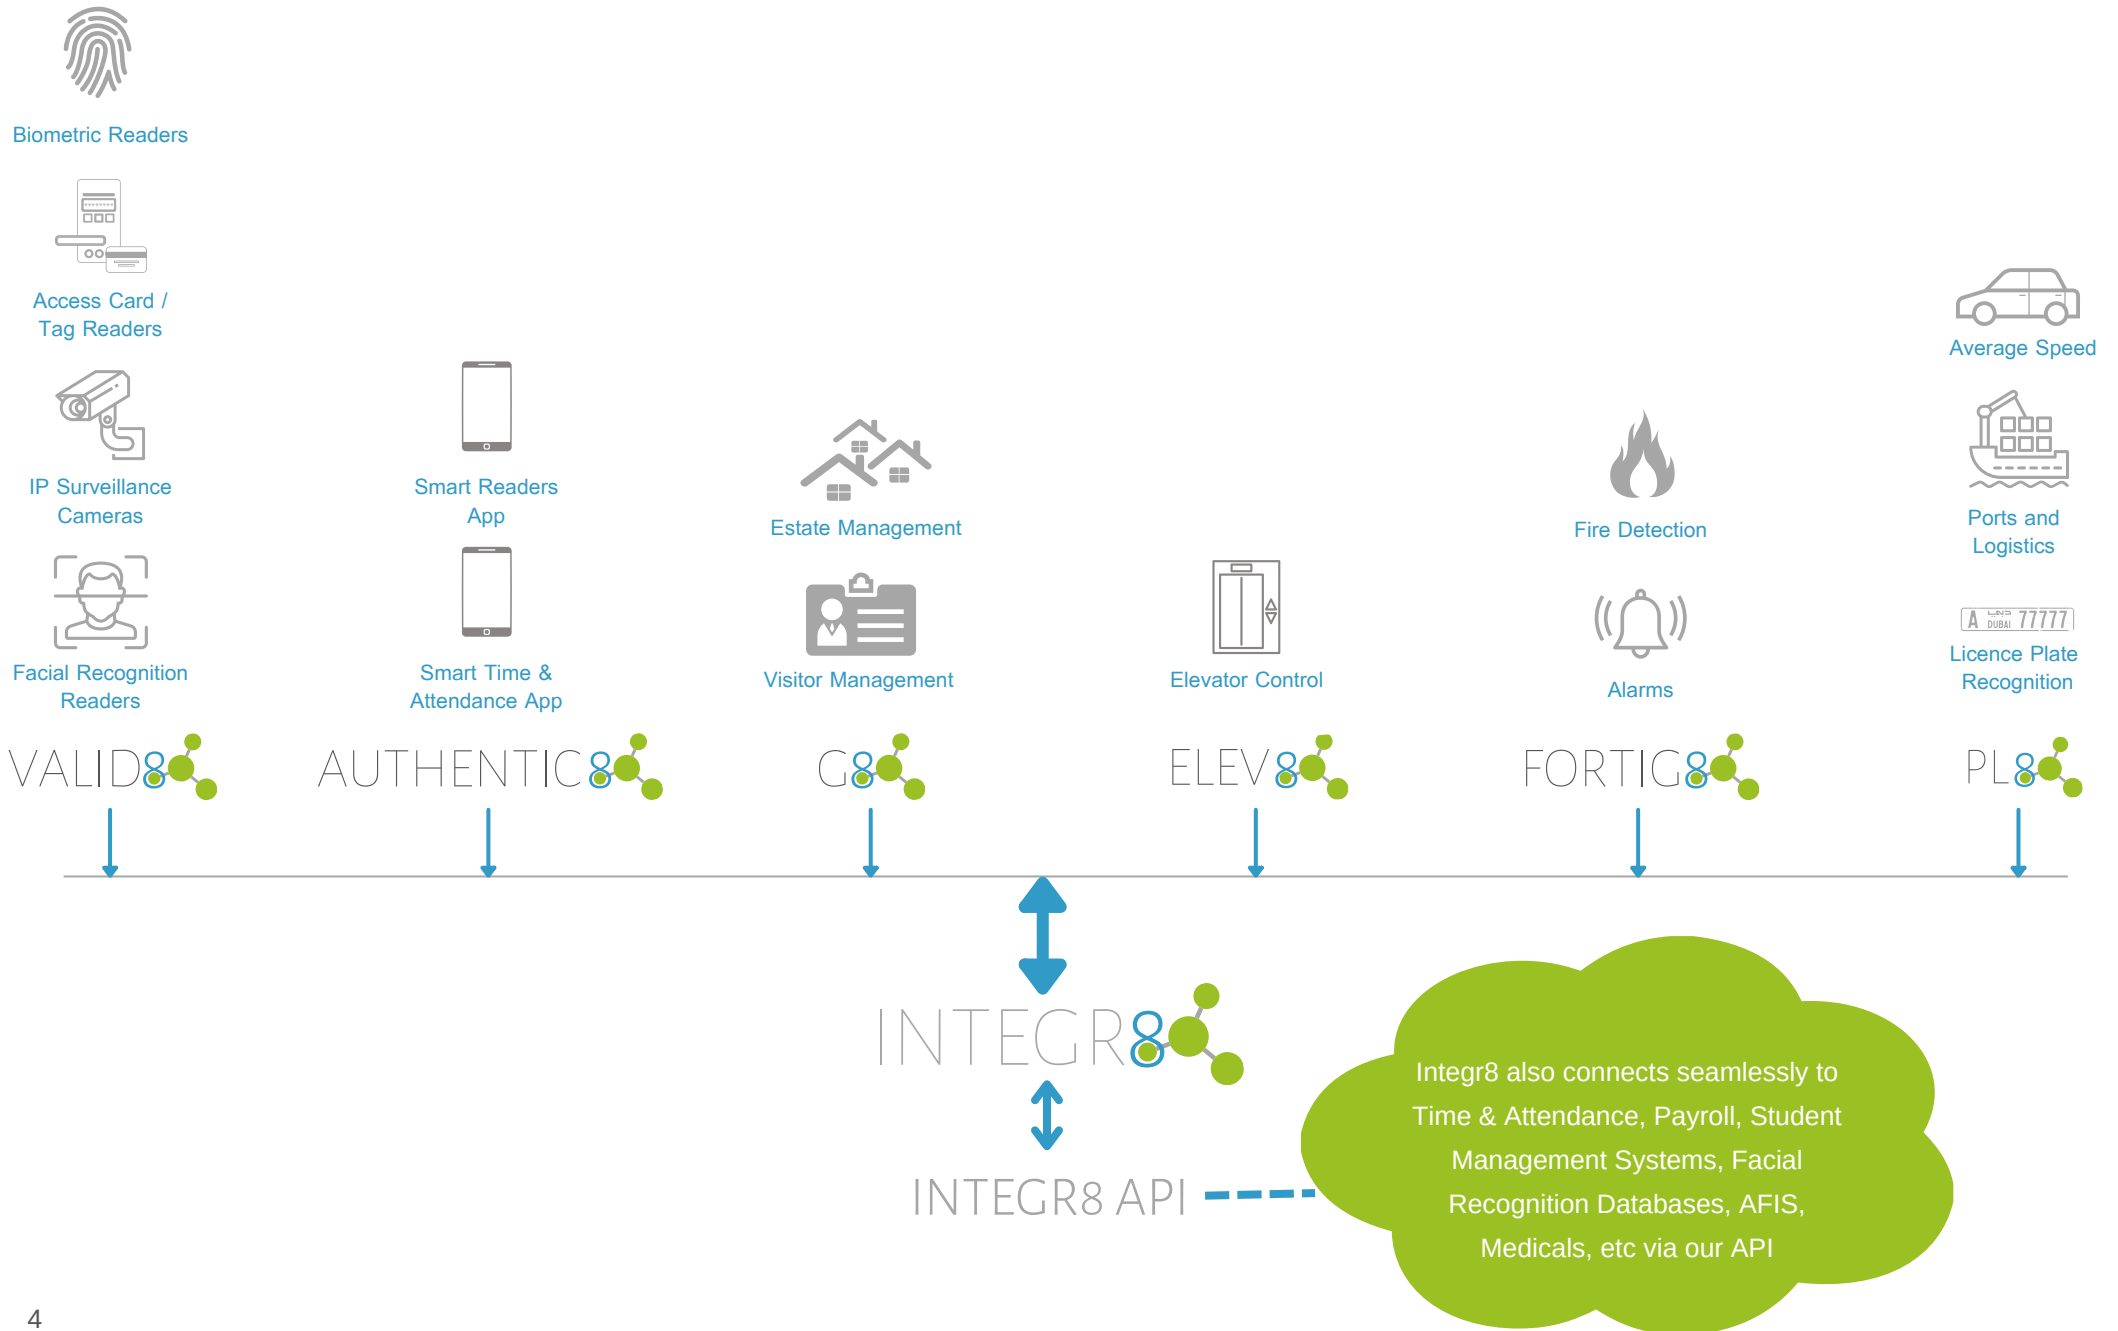 Biometric Readers
Access Card /
Tag Readers
IP Surveillance
Cameras
Facial Recognition
Readers
VALID8
Smart Readers
App
Smart Time &
Attendance App
AUTHENTIC8
Estate Management
Visitor Management
G8
Elevator Control
ELEV8
Fire Detection
Alarms
FORTIG8
Average Speed
Ports and
Logistics
A دبي DUBAI 77777
Licence Plate
Recognition
PL8
INTEGR8
INTEGR8 API
Integr8 also connects seamlessly to
Time & Attendance, Payroll, Student
Management Systems, Facial
Recognition Databases, AFIS,
Medicals, etc via our API
4